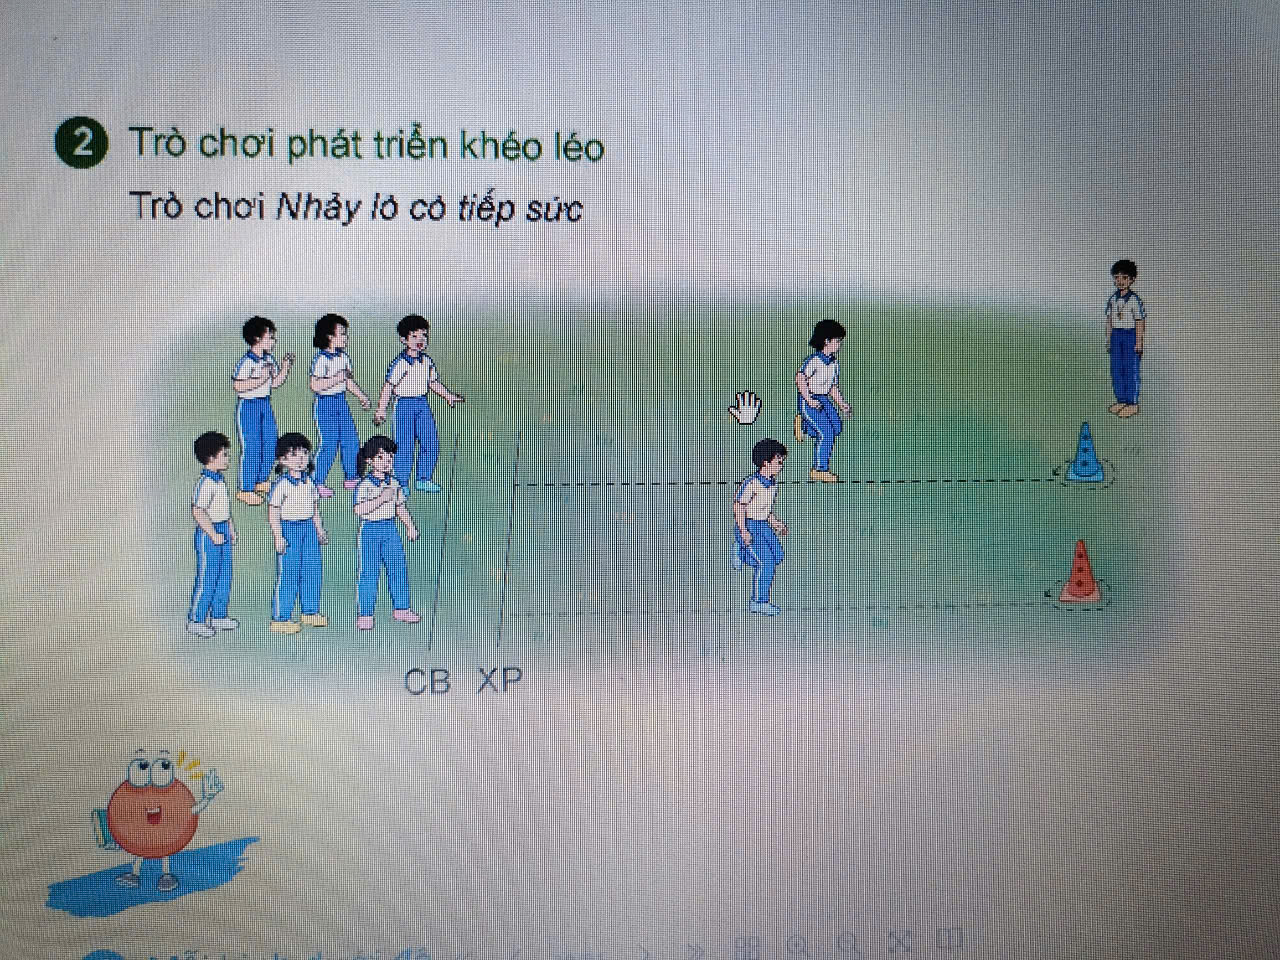 2 Trò chơi phát triển khéo léo
Trò chơi Nhảy lò cò tiếp sức
CB XP